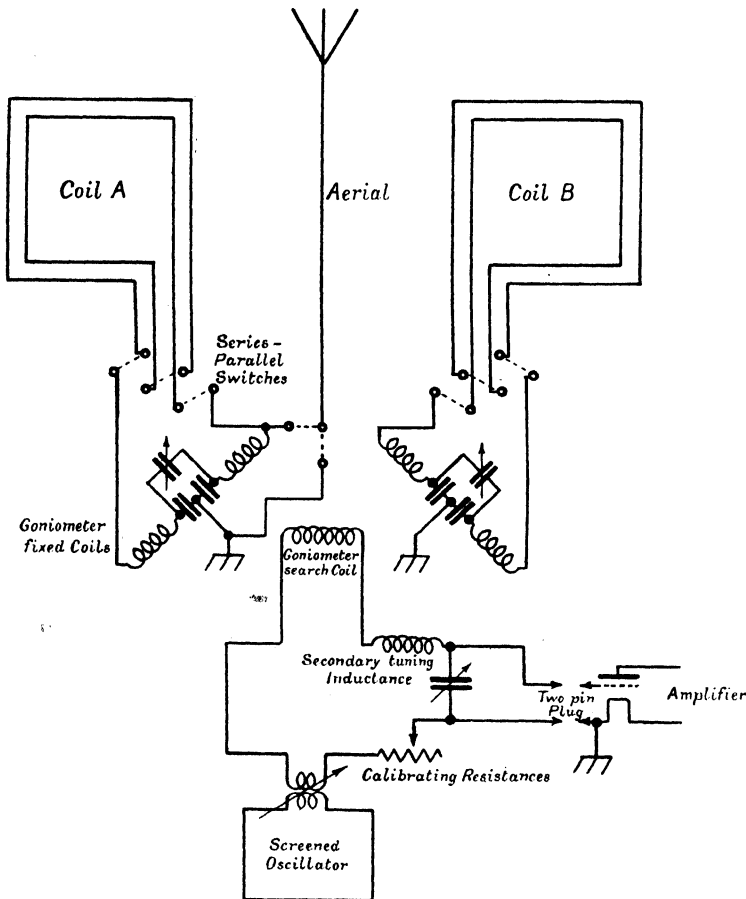 Coil A
Aerial
Coil B
Series-
Parallel
Switches
Goniometer
fixed Coils
Goniometer
search Coil
Secondary tuning
Inductance
Two pin
Plug
Amplifier
Calibrating Resistances
Screened
Oscillator